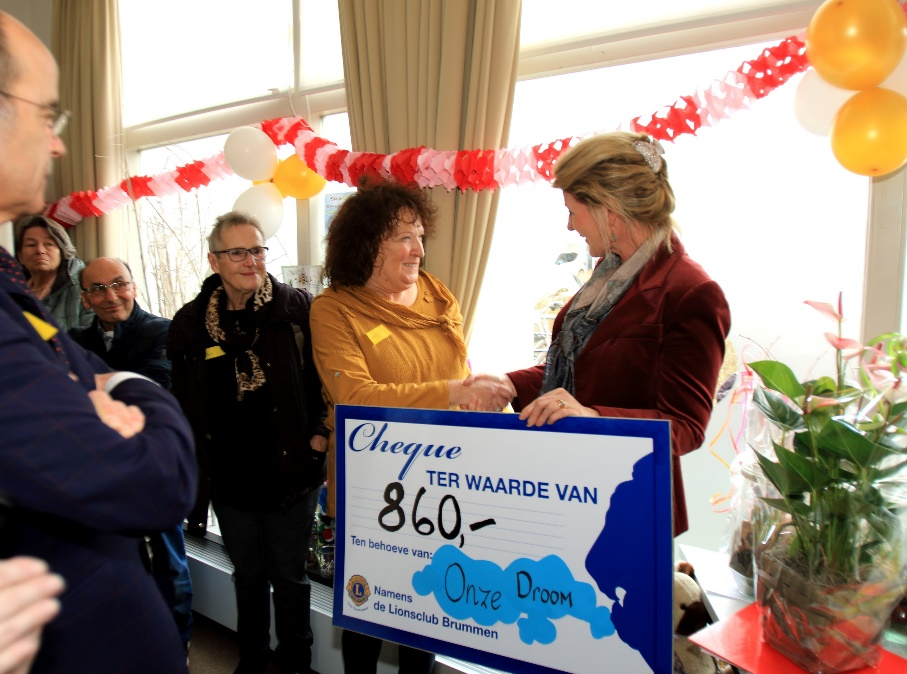 Cheque
TER WAARDE VAN
860,-
Ten behoeve van:
Onze Droom
L
Namens
de Lionsclub Brummen